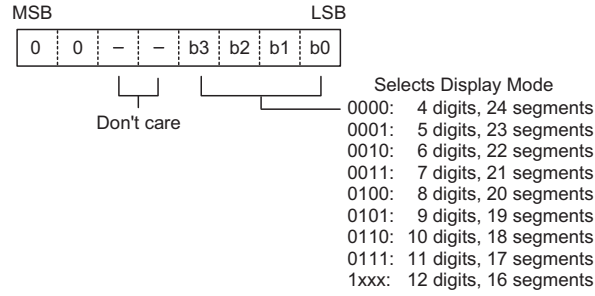 MSB LSB
0 0 – – b3 b2 b1 b0
Selects Display Mode
Don't care
0000: 4 digits, 24 segments
0001: 5 digits, 23 segments
0010: 6 digits, 22 segments
0011: 7 digits, 21 segments
0100: 8 digits, 20 segments
0101: 9 digits, 19 segments
0110: 10 digits, 18 segments
0111: 11 digits, 17 segments
1xxx: 12 digits, 16 segments